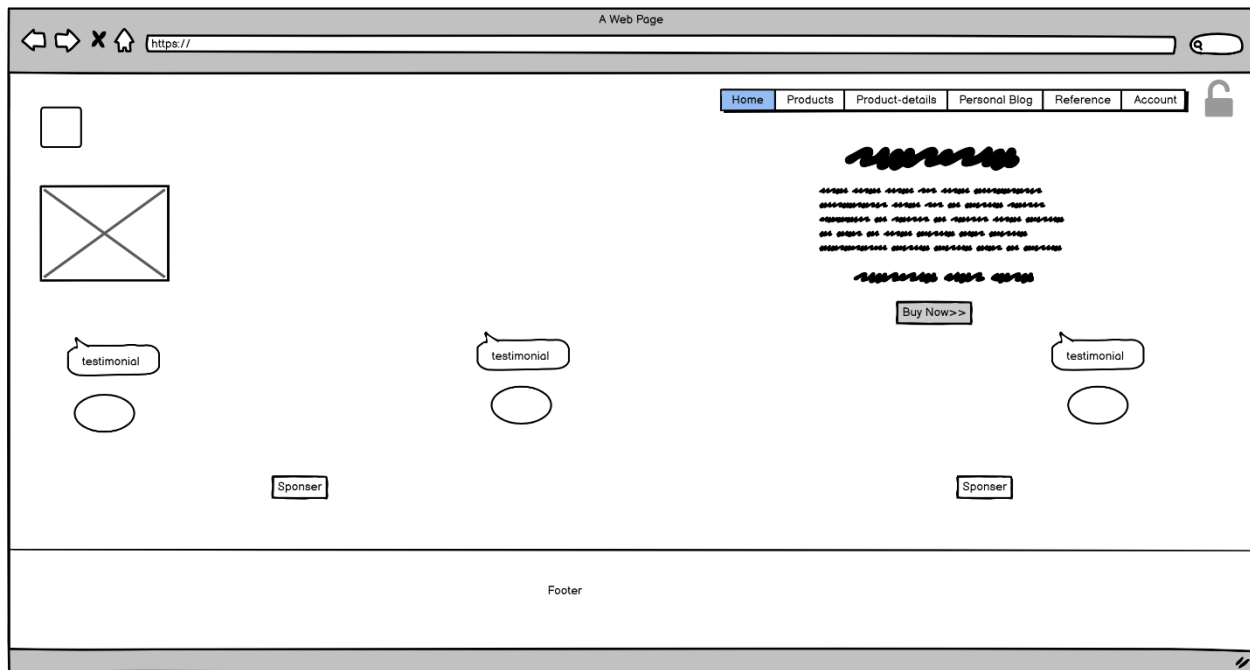 A Web Page
https://
Home Products Product-details Personal Blog Reference Account
Buy Now>>
testimonial testimonial testimonial
Sponser Sponser
Footer